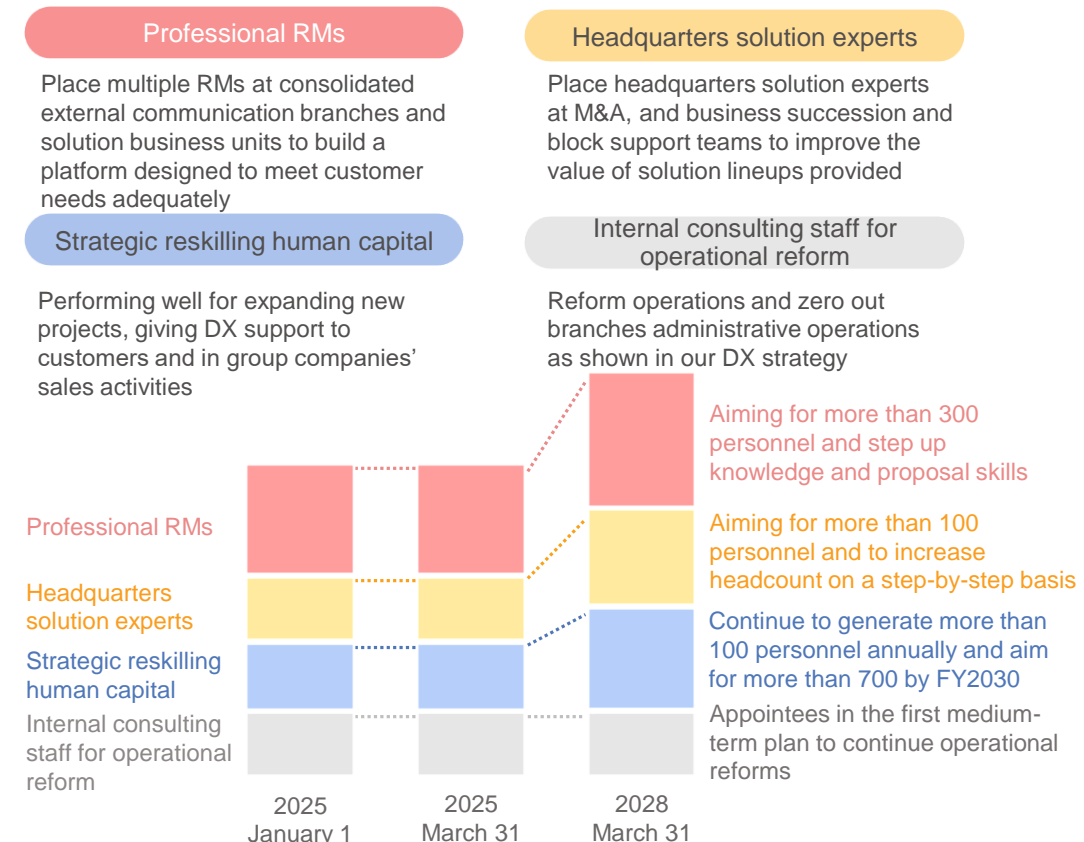 Professional RMs
Place multiple RMs at consolidated
external communication branches and
solution business units to build a
platform designed to meet customer
needs adequately
Headquarters solution experts
Place headquarters solution experts
at M&A, and business succession and
block support teams to improve the
value of solution lineups provided
Strategic reskilling human capital
Performing well for expanding new
projects, giving DX support to
customers and in group companies’
sales activities
Internal consulting staff for
operational reform
Reform operations and zero out
branches administrative operations
as shown in our DX strategy
Professional RMs
Headquarters
solution experts
Strategic reskilling
human capital
Internal consulting
staff for operational
reform
Aiming for more than 300
personnel and step up
knowledge and proposal skills
Aiming for more than 100
personnel and to increase
headcount on a step-by-step basis
Continue to generate more than
100 personnel annually and aim
for more than 700 by FY2030
Appointees in the first medium-
term plan to continue operational
reforms
2025
January 1
2025
March 31
2028
March 31